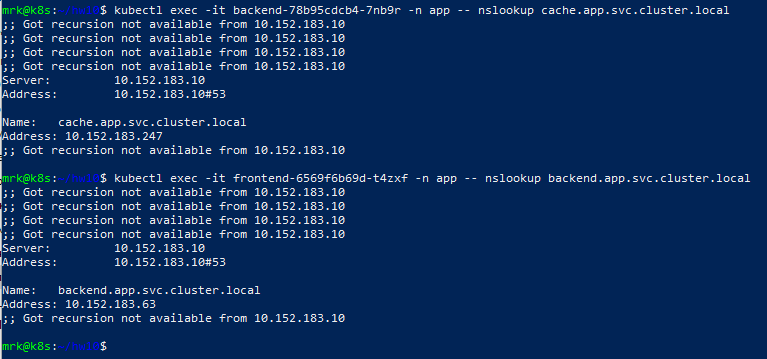 mrk@k8s:$ kubectl exec -it backend-78b95cdcb4-7nb9r -n app -- nslookup cache.app.svc.cluster.local
;; Got recursion not available from 10.152.183.10
;; Got recursion not available from 10.152.183.10
;; Got recursion not available from 10.152.183.10
;; Got recursion not available from 10.152.183.10
Server:         10.152.183.10
Address:        10.152.183.10#53

Name:   cache.app.svc.cluster.local
Address: 10.152.183.247
;; Got recursion not available from 10.152.183.10

mrk@k8s:$ kubectl exec -it frontend-6569f6b69d-t4zxf -n app -- nslookup backend.app.svc.cluster.local
;; Got recursion not available from 10.152.183.10
;; Got recursion not available from 10.152.183.10
;; Got recursion not available from 10.152.183.10
;; Got recursion not available from 10.152.183.10
Server:         10.152.183.10
Address:        10.152.183.10#53

Name:   backend.app.svc.cluster.local
Address: 10.152.183.63
;; Got recursion not available from 10.152.183.10

mrk@k8s:$